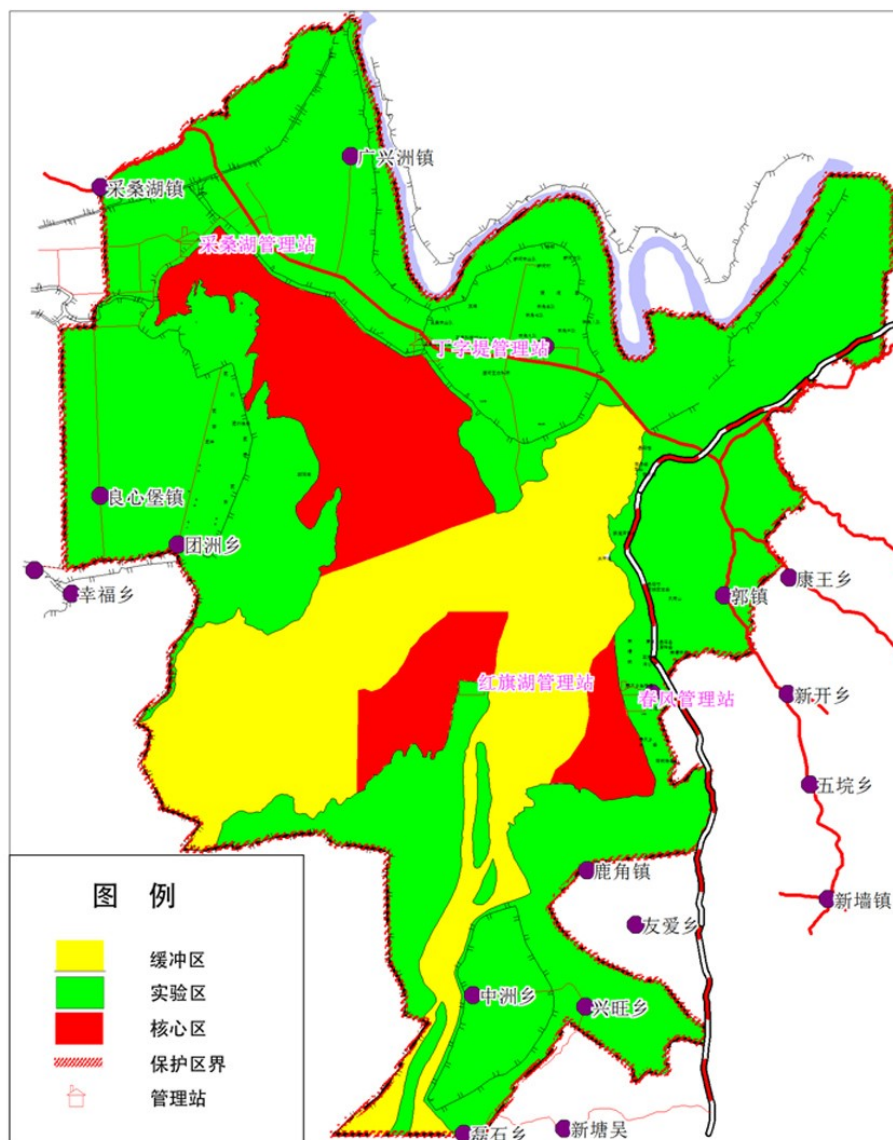 广兴洲镇
采桑湖镇
采桑湖管理站
丁字堤管理站
良心堡镇
团洲乡
幸福乡
康王乡
郭镇
红旗湖管理站
春风管理站
新开乡
五垸乡
鹿角镇
新墙镇
友爱乡
中洲乡
兴旺乡
磊石乡
新塘吴
图 例
缓冲区
实验区
核心区
保护区界
管理站